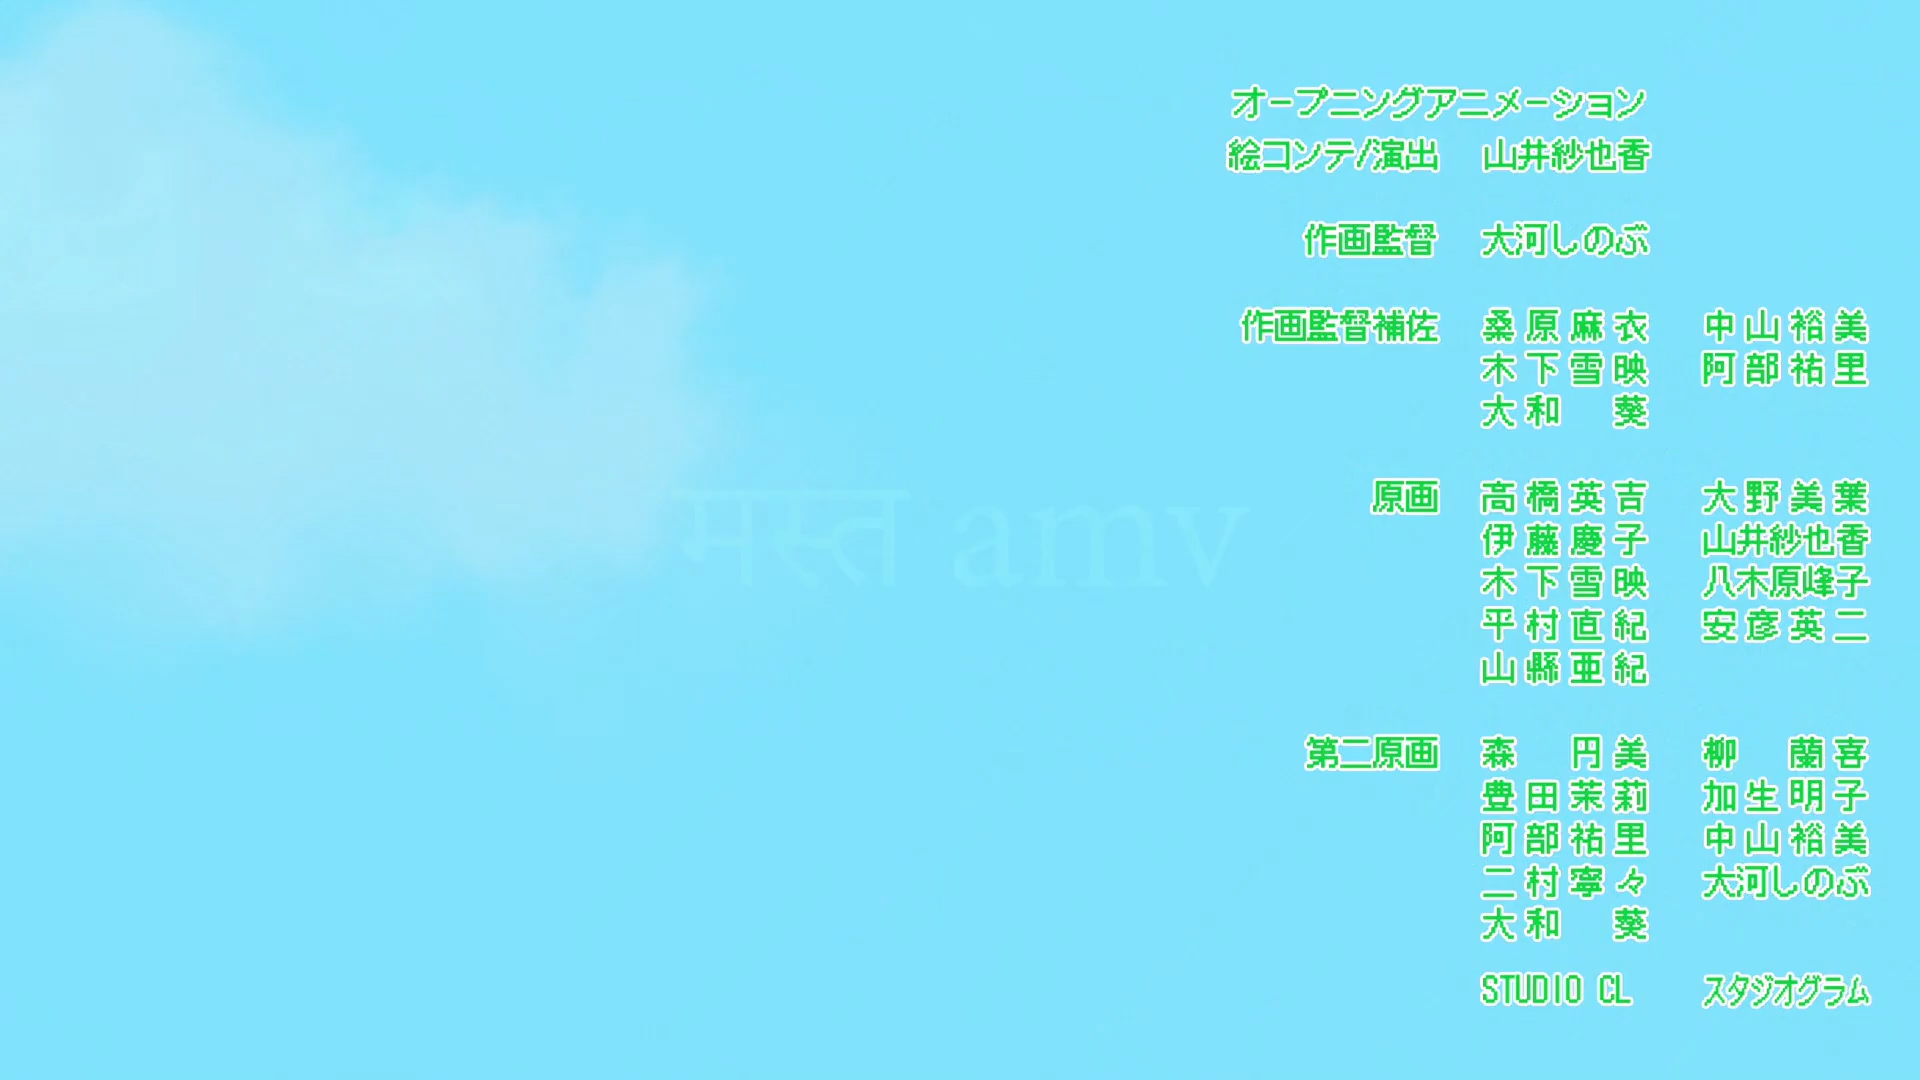 オープニングアニメーション
絵コンテ/演出 山井紗也香
作画監督 大河しのぶ
作画監督補佐 桑原麻衣 中山裕美
木下雪映 阿部祐里
大和 葵
मस्त amv
原画 高橋英吉 大野美葉
伊藤慶子 山井紗也香
木下雪映 八木原峰子
平村直紀 安彦英二
山縣亜紀
第二原画 森 円美 柳 蘭喜
豊田茉莉 加生明子
阿部祐里 中山裕美
二村寧々 大河しのぶ
大和 葵
STUDIO CL スタジオグラム